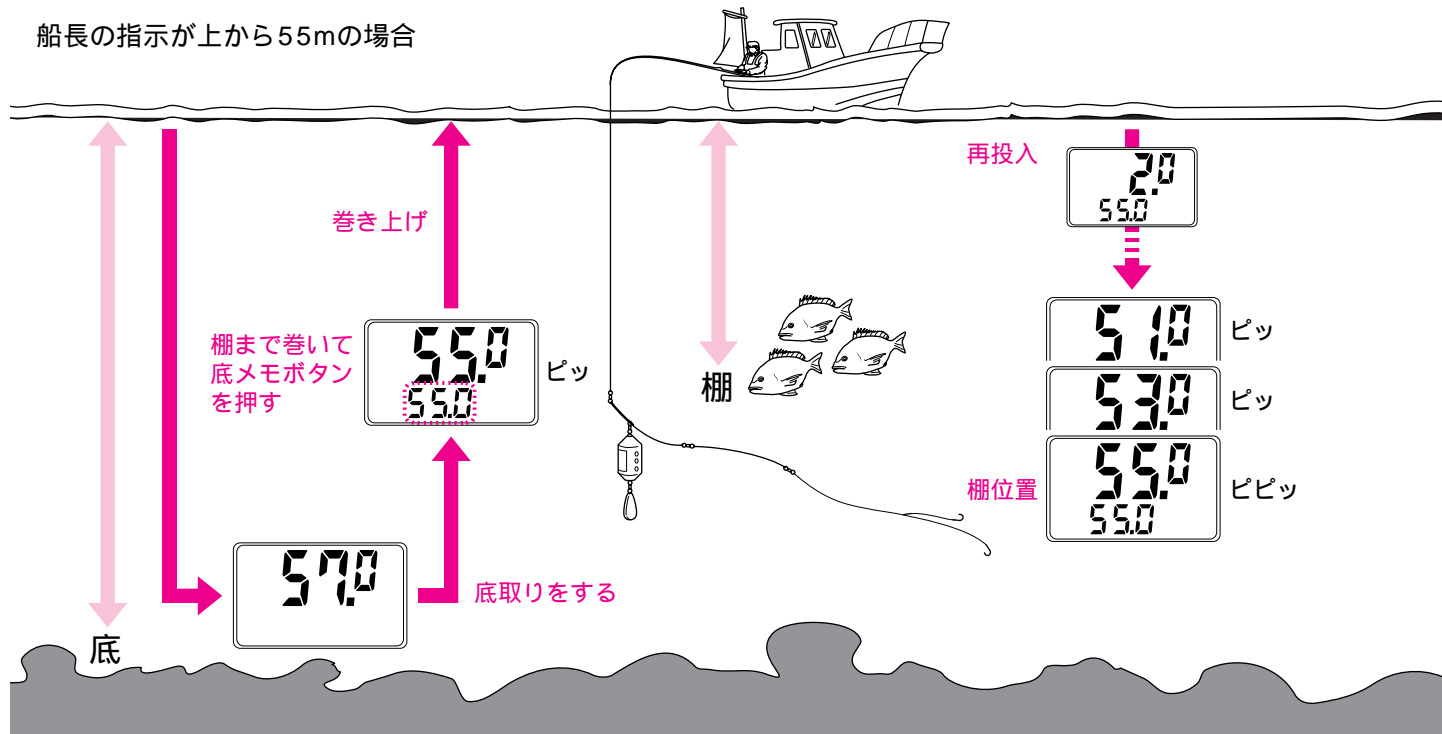 船長の指示が上から55mの場合
再投入
2.0
55.0
巻き上げ
棚まで巻いて
底メモボタン
を押す
55.0
55.0
ピッ
棚
51.0
ピッ
53.0
ピッ
棚位置
55.0
55.0
ピピッ
57.0
底取りをする
底